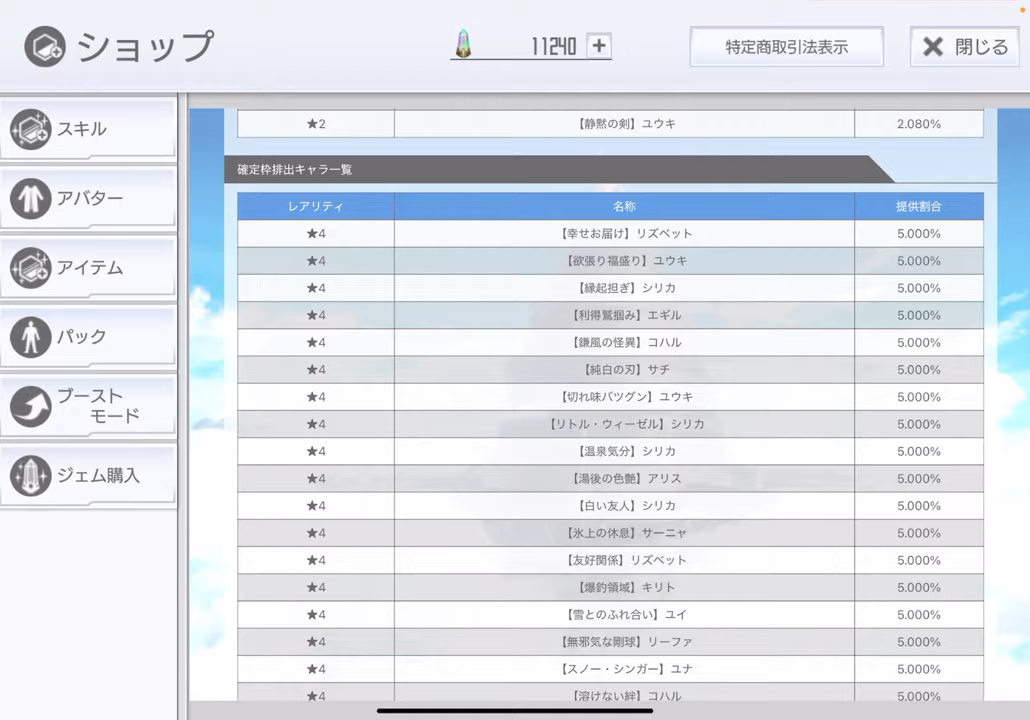 ショップ
11240
特定商取引法表示
閉じる
スキル
アバター
アイテム
パック
ブースト
モード
ジェム購入
★2 【静黙の剣】ユウキ 2.080%
確定枠排出キャラ一覧
レアリティ 名称 提供割合
★4 【幸せお届け】リズベット 5.000%
★4 【欲張り福盛り】ユウキ 5.000%
★4 【縁起担ぎ】シリカ 5.000%
★4 【利得鷲掴み】エギル 5.000%
★4 【鎌風の怪異】コハル 5.000%
★4 【純白の刃】サチ 5.000%
★4 【切れ味バツグン】ユウキ 5.000%
★4 【リトル・ウィーゼル】シリカ 5.000%
★4 【温泉気分】シリカ 5.000%
★4 【湯後の色艶】アリス 5.000%
★4 【白い友人】シリカ 5.000%
★4 【氷上の休息】サーニャ 5.000%
★4 【友好関係】リズベット 5.000%
★4 【爆釣領域】キリト 5.000%
★4 【雪とのふれ合い】ユイ 5.000%
★4 【無邪気な剛球】リーファ 5.000%
★4 【スノー・シンガー】ユナ 5.000%
★4 【溶けない絆】コハル 5.000%